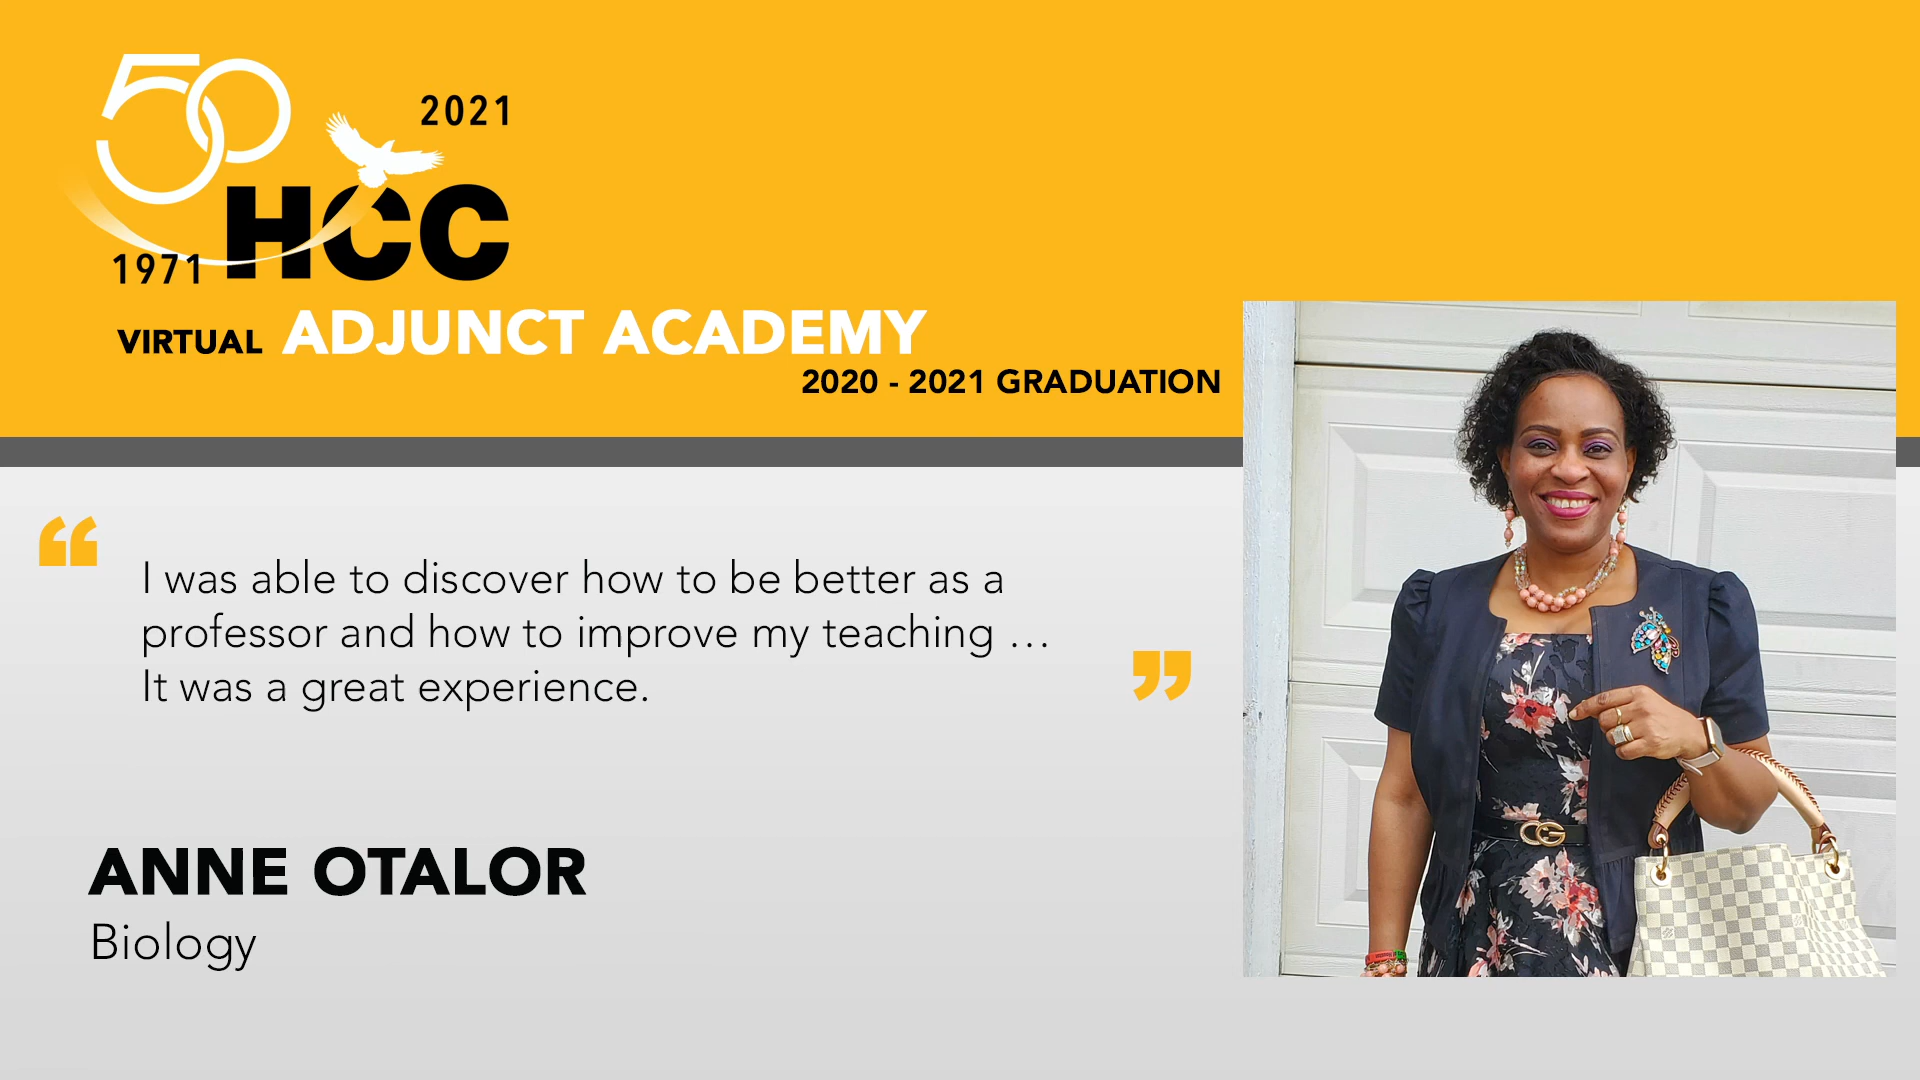 50
2021
HCC
1971
VIRTUAL ADJUNCT ACADEMY
2020 - 2021 GRADUATION
“ I was able to discover how to be better as a
professor and how to improve my teaching …
It was a great experience. ”
ANNE OTALOR
Biology